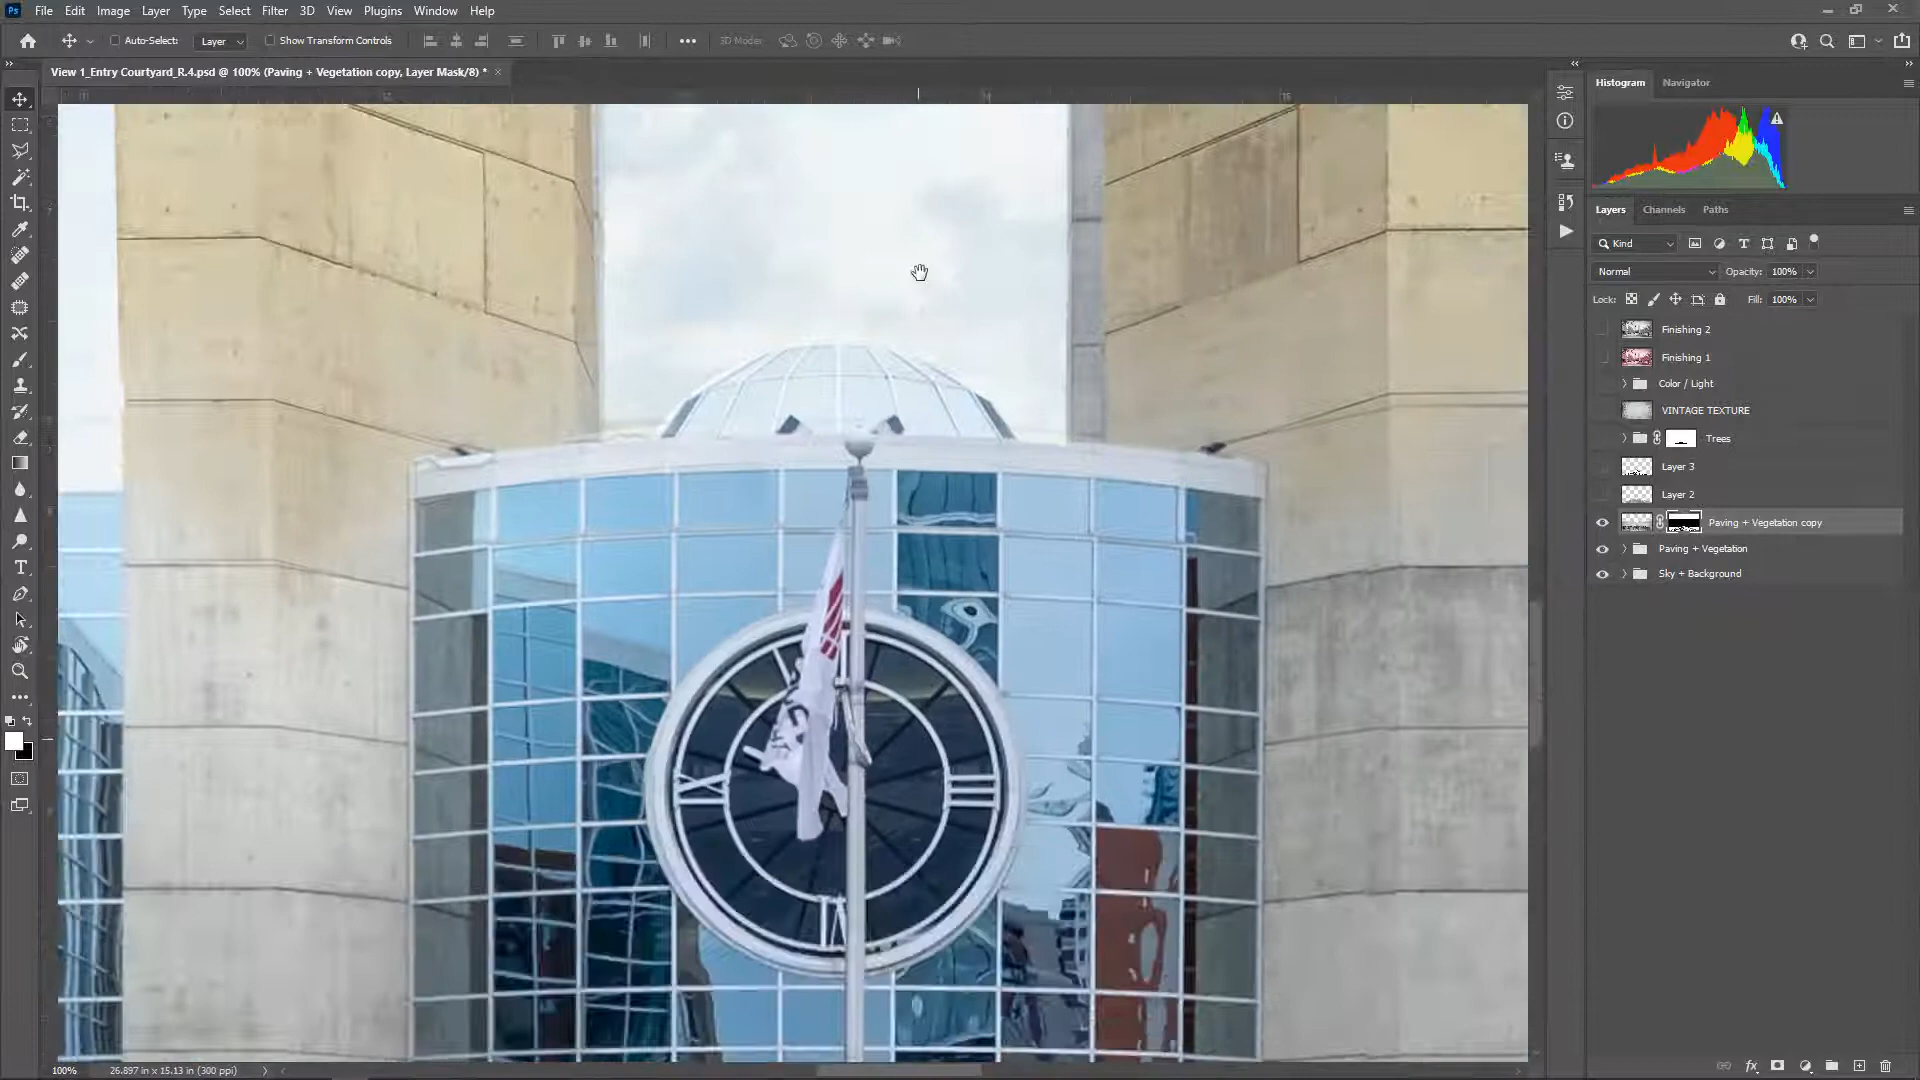 Ps File Edit Image Layer Type Select Filter 3D View Plugins Window Help
Auto-Select: Layer Show Transform Controls 3D Mode:
View 1_Entry Courtyard_R.4.psd @ 100% (Paving + Vegetation copy, Layer Mask/8) *
Histogram Navigator
Layers Channels Paths
Kind
Normal Opacity: 100%
Lock: Fill: 100%
Finishing 2
Finishing 1
Color / Light
VINTAGE TEXTURE
Trees
Layer 3
Layer 2
Paving + Vegetation copy
Paving + Vegetation
Sky + Background
100% 26.897 in x 15.13 in (300 ppi)